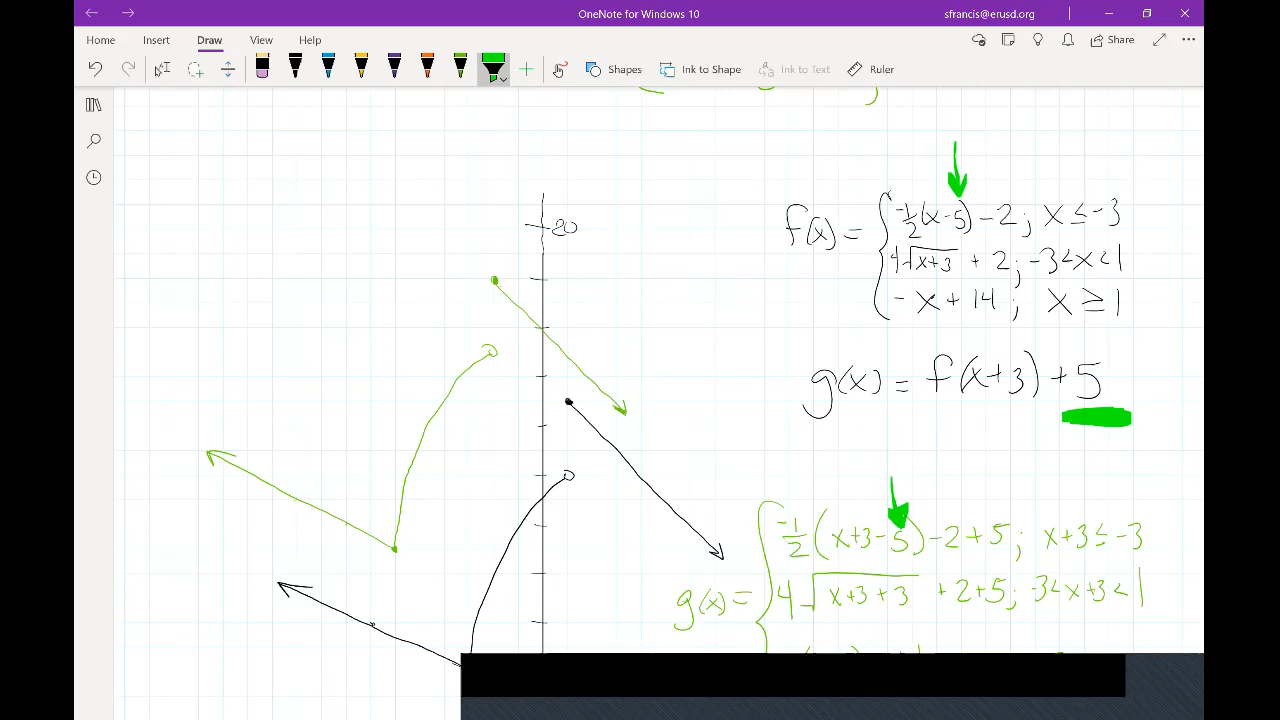 OneNote for Windows 10
sfrancis@erusd.org
Home
Insert
Draw
View
Help
Share
Shapes
Ink to Shape
Ink to Text
Ruler
20
f(x) = { -1/2(x-5) - 2; x ≤ -3
4√(x+3) + 2; -3<x<1
-x + 14; x ≥ 1
g(x) = f(x+3) + 5
g(x) = { -1/2(x+3-5) - 2 + 5; x+3 ≤ -3
4√(x+3+3) + 2 + 5; -3<x+3<1